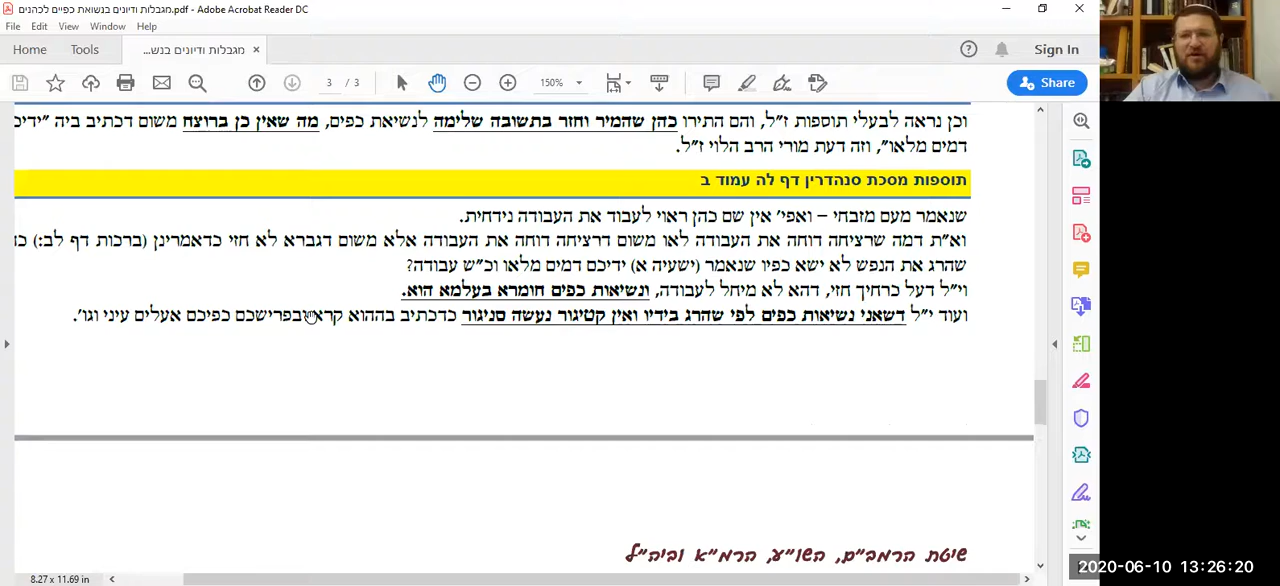 מגבלות ודיונים בנשואת כפיים לכהנים.pdf - Adobe Acrobat Reader DC
File Edit View Window Help
Home Tools מגבלות ודיונים בנש... × Sign In
3 / 3 150% Share
וכן נראה לבעלי תוספות ז"ל, והם התירו כהן שהמיר וחזר בתשובה שלימה לנשיאת כפים, מה שאין כן ברוצח משום דכתיב ביה "ידיכ
דמים מלאו", וזה דעת מורי הרב הלוי ז"ל.
תוספות מסכת סנהדרין דף לה עמוד ב
שנאמר מעם מזבחי – ואפי' אין שם כהן ראוי לעבוד את העבודה נידחית.
וא"ת דמה שרציחה דוחה את העבודה לאו משום דרציחה דוחה את העבודה אלא משום דגברא לא חזי כדאמרינן (ברכות דף לב:) כ
שהרג את הנפש לא ישא כפיו שנאמר (ישעיה א) ידיכם דמים מלאו וכ"ש עבודה?
וי"ל דעל כרחיך חזי, דהא לא מיחל לעבודה, ונשיאות כפים חומרא בעלמא הוא.
ועוד י"ל דשאני נשיאות כפים לפי שהרג בידיו ואין קטיגור נעשה סניגור כדכתיב בההוא קרא ובפרישכם כפיכם אעלים עיני וגו'.
שיטת הרמב"ם, השו"ע, הרמ"א וביה"ל
8.27 x 11.69 in
2020-06-10 13:26:20